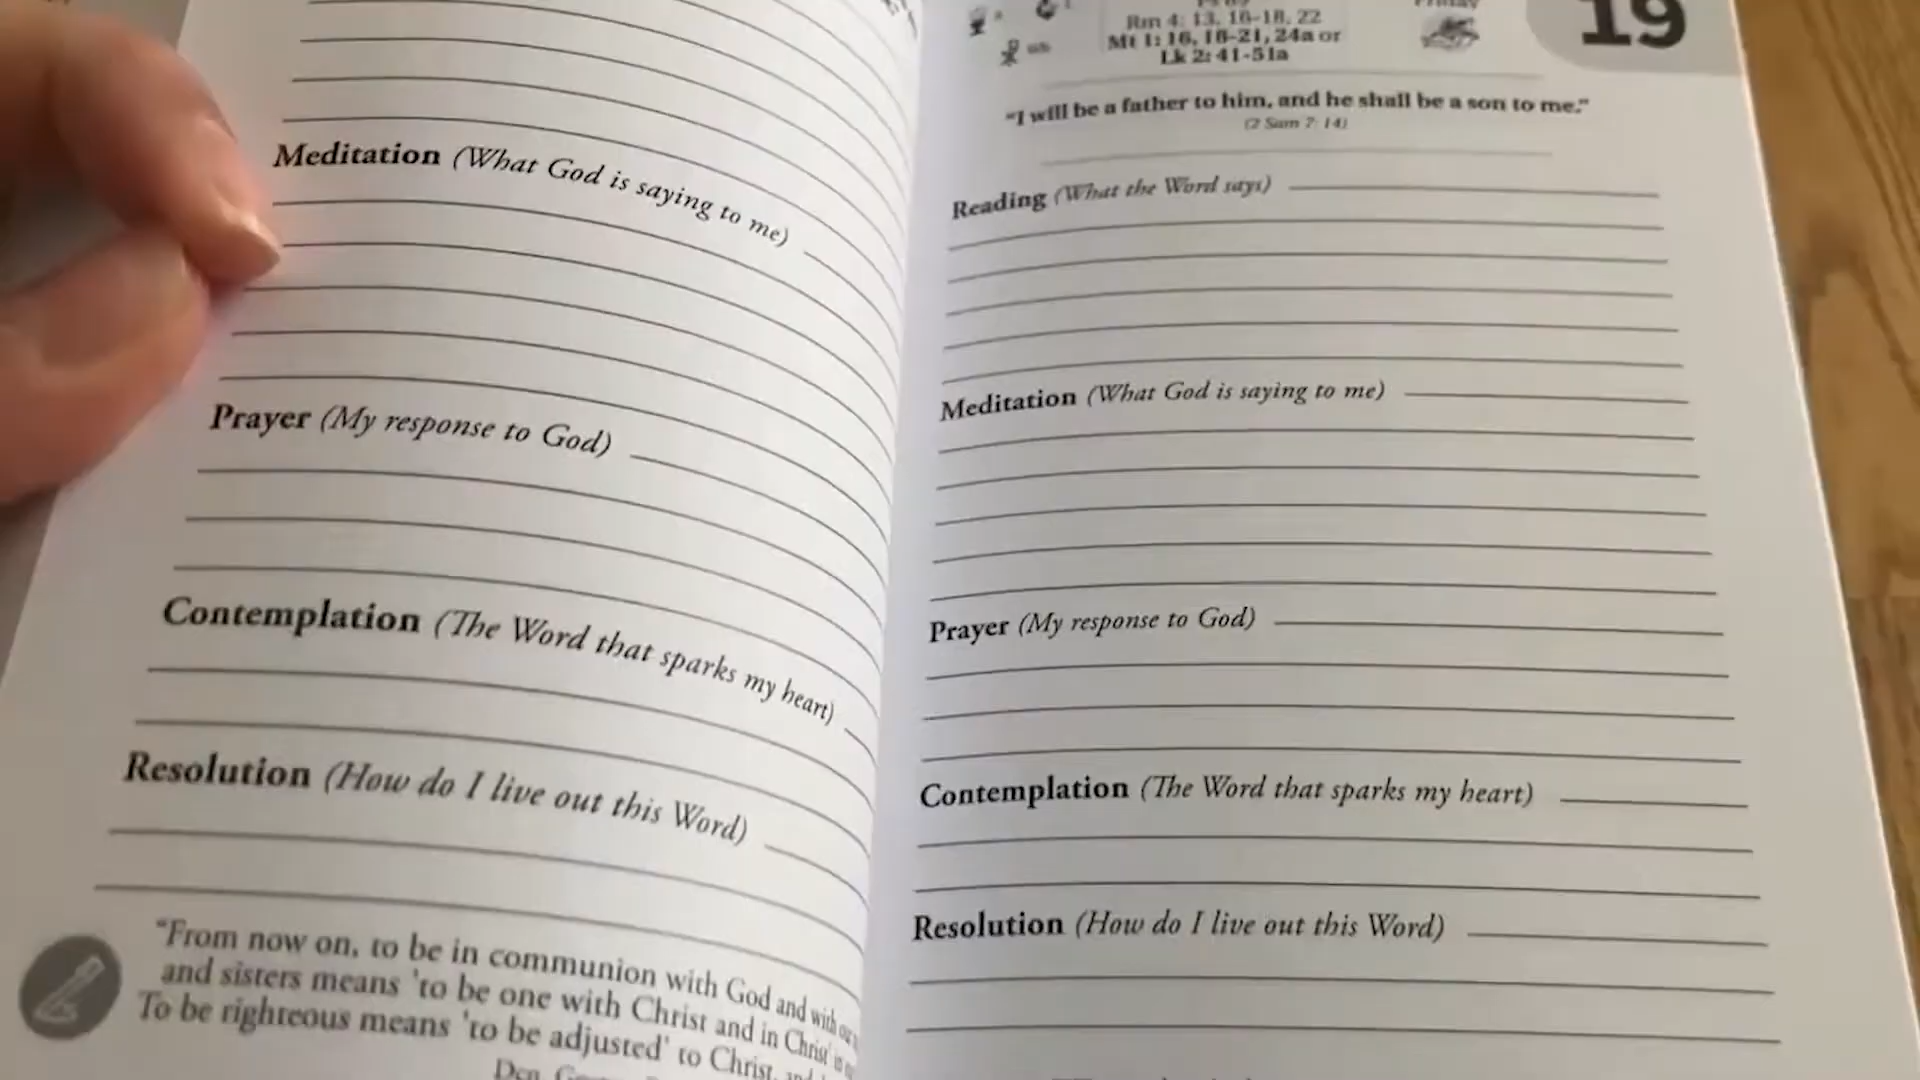 Meditation (What God is saying to me)
Prayer (My response to God)
Contemplation (The Word that sparks my heart)
Resolution (How do I live out this Word)
"From now on, to be in communion with God and with our
and sisters means 'to be one with Christ and in Christ'
To be righteous means 'to be adjusted' to Christ,
19
Rm 4: 13, 16-18, 22
Mt 1: 16, 18-21, 24a or
Lk 2: 41-51a
"I will be a father to him, and he shall be a son to me."
(2 Sam 7: 14)
Reading (What the Word says)
Meditation (What God is saying to me)
Prayer (My response to God)
Contemplation (The Word that sparks my heart)
Resolution (How do I live out this Word)